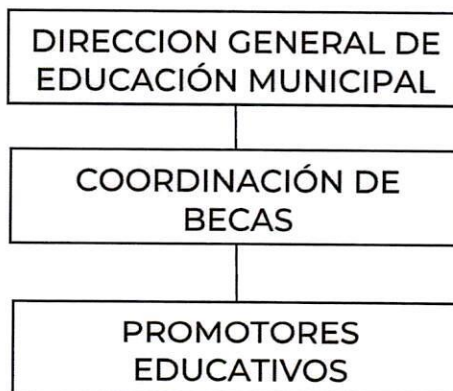 DIRECCION GENERAL DE
EDUCACIÓN MUNICIPAL
COORDINACIÓN DE
BECAS
PROMOTORES
EDUCATIVOS